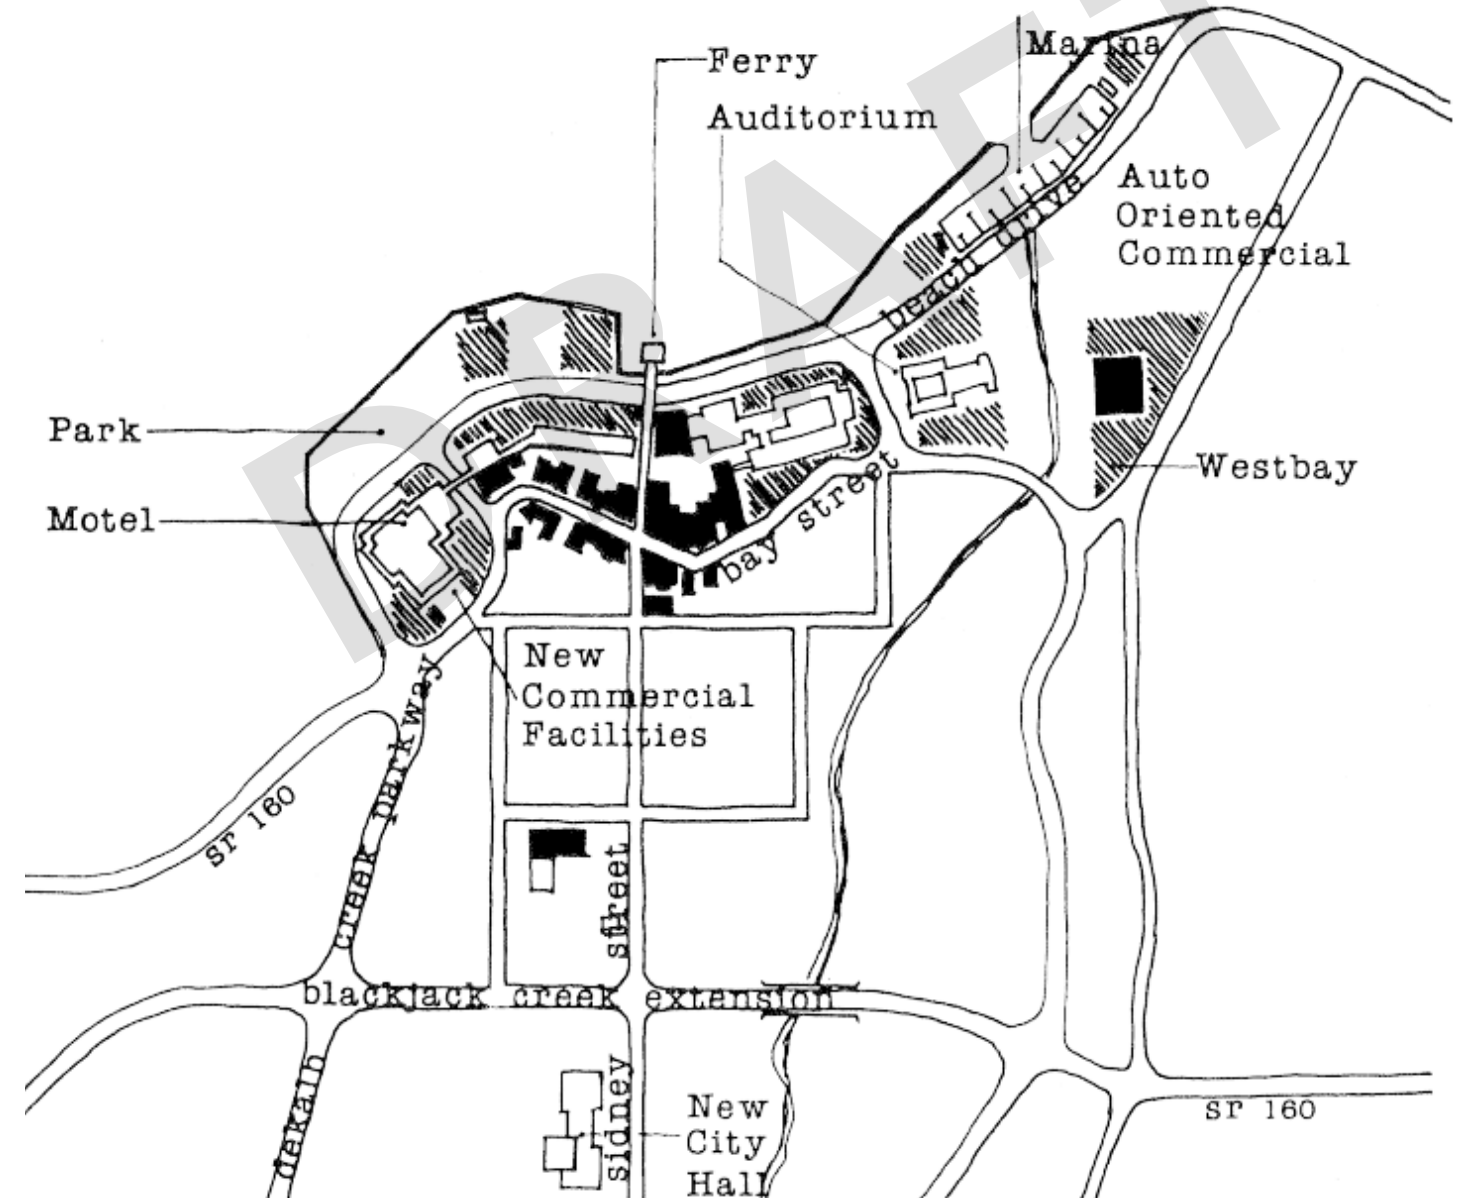 Ferry
Marina
Auditorium
Auto
Oriented
Commercial
beach drive
Park
Westbay
Motel
bay street
New
Commercial
Facilities
creek parkway
sr 160
street
blackjack creek extension
dekalb
sidney
New
City
Hall
sr 160
DRAFT